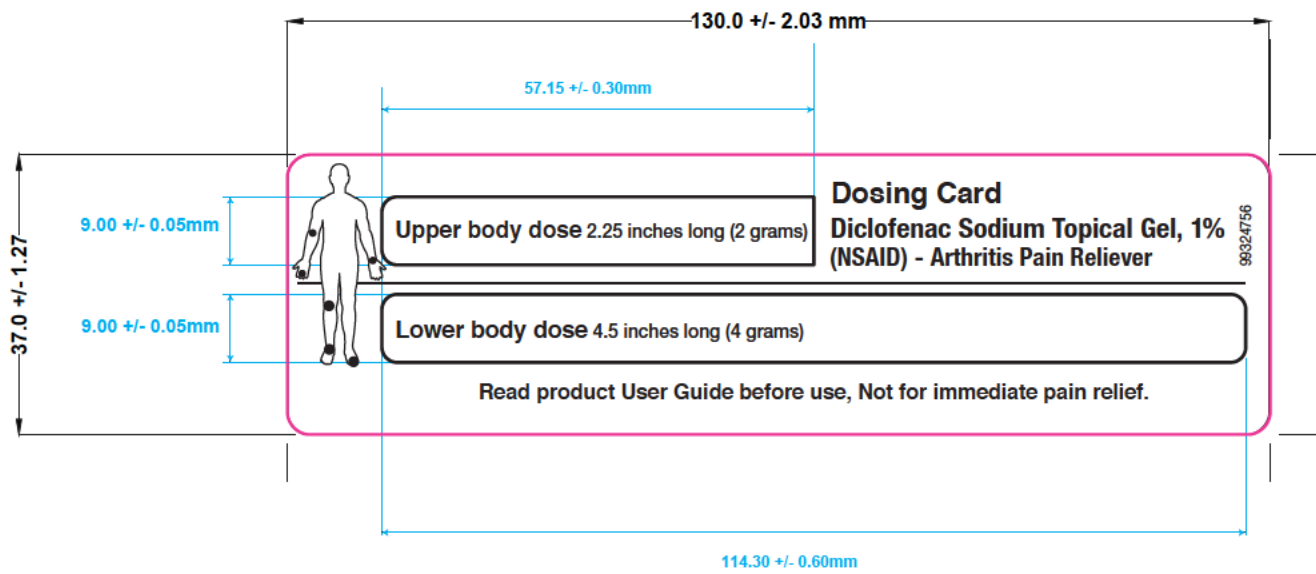 130.0 +/- 2.03 mm
57.15 +/- 0.30mm
37.0 +/- 1.27
9.00 +/- 0.05mm
Upper body dose 2.25 inches long (2 grams)
Dosing Card
Diclofenac Sodium Topical Gel, 1%
(NSAID) - Arthritis Pain Reliever
99324756
9.00 +/- 0.05mm
Lower body dose 4.5 inches long (4 grams)
Read product User Guide before use, Not for immediate pain relief.
114.30 +/- 0.60mm